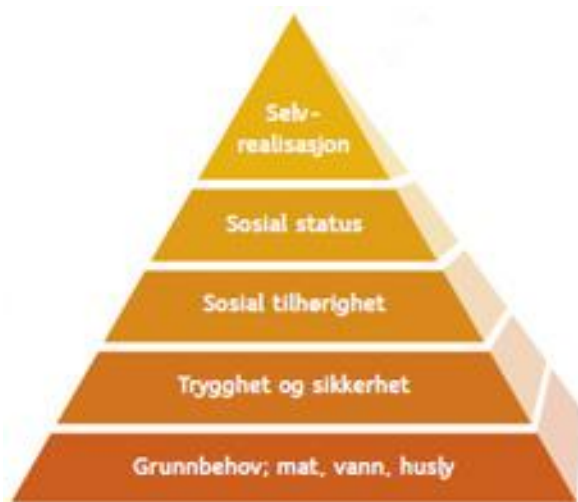 Selv-
realisasjon
Sosial status
Sosial tilhørighet
Trygghet og sikkerhet
Grunnbehov; mat, vann, husly